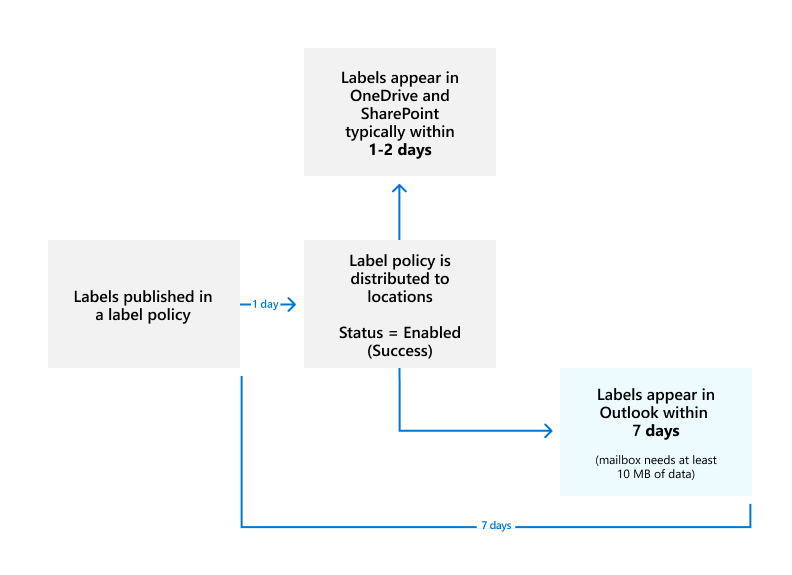 Labels appear in
OneDrive and
SharePoint
typically within
1-2 days
Labels published in
a label policy
1 day
Label policy is
distributed to
locations
Status = Enabled
(Success)
Labels appear in
Outlook within
7 days
(mailbox needs at least
10 MB of data)
7 days